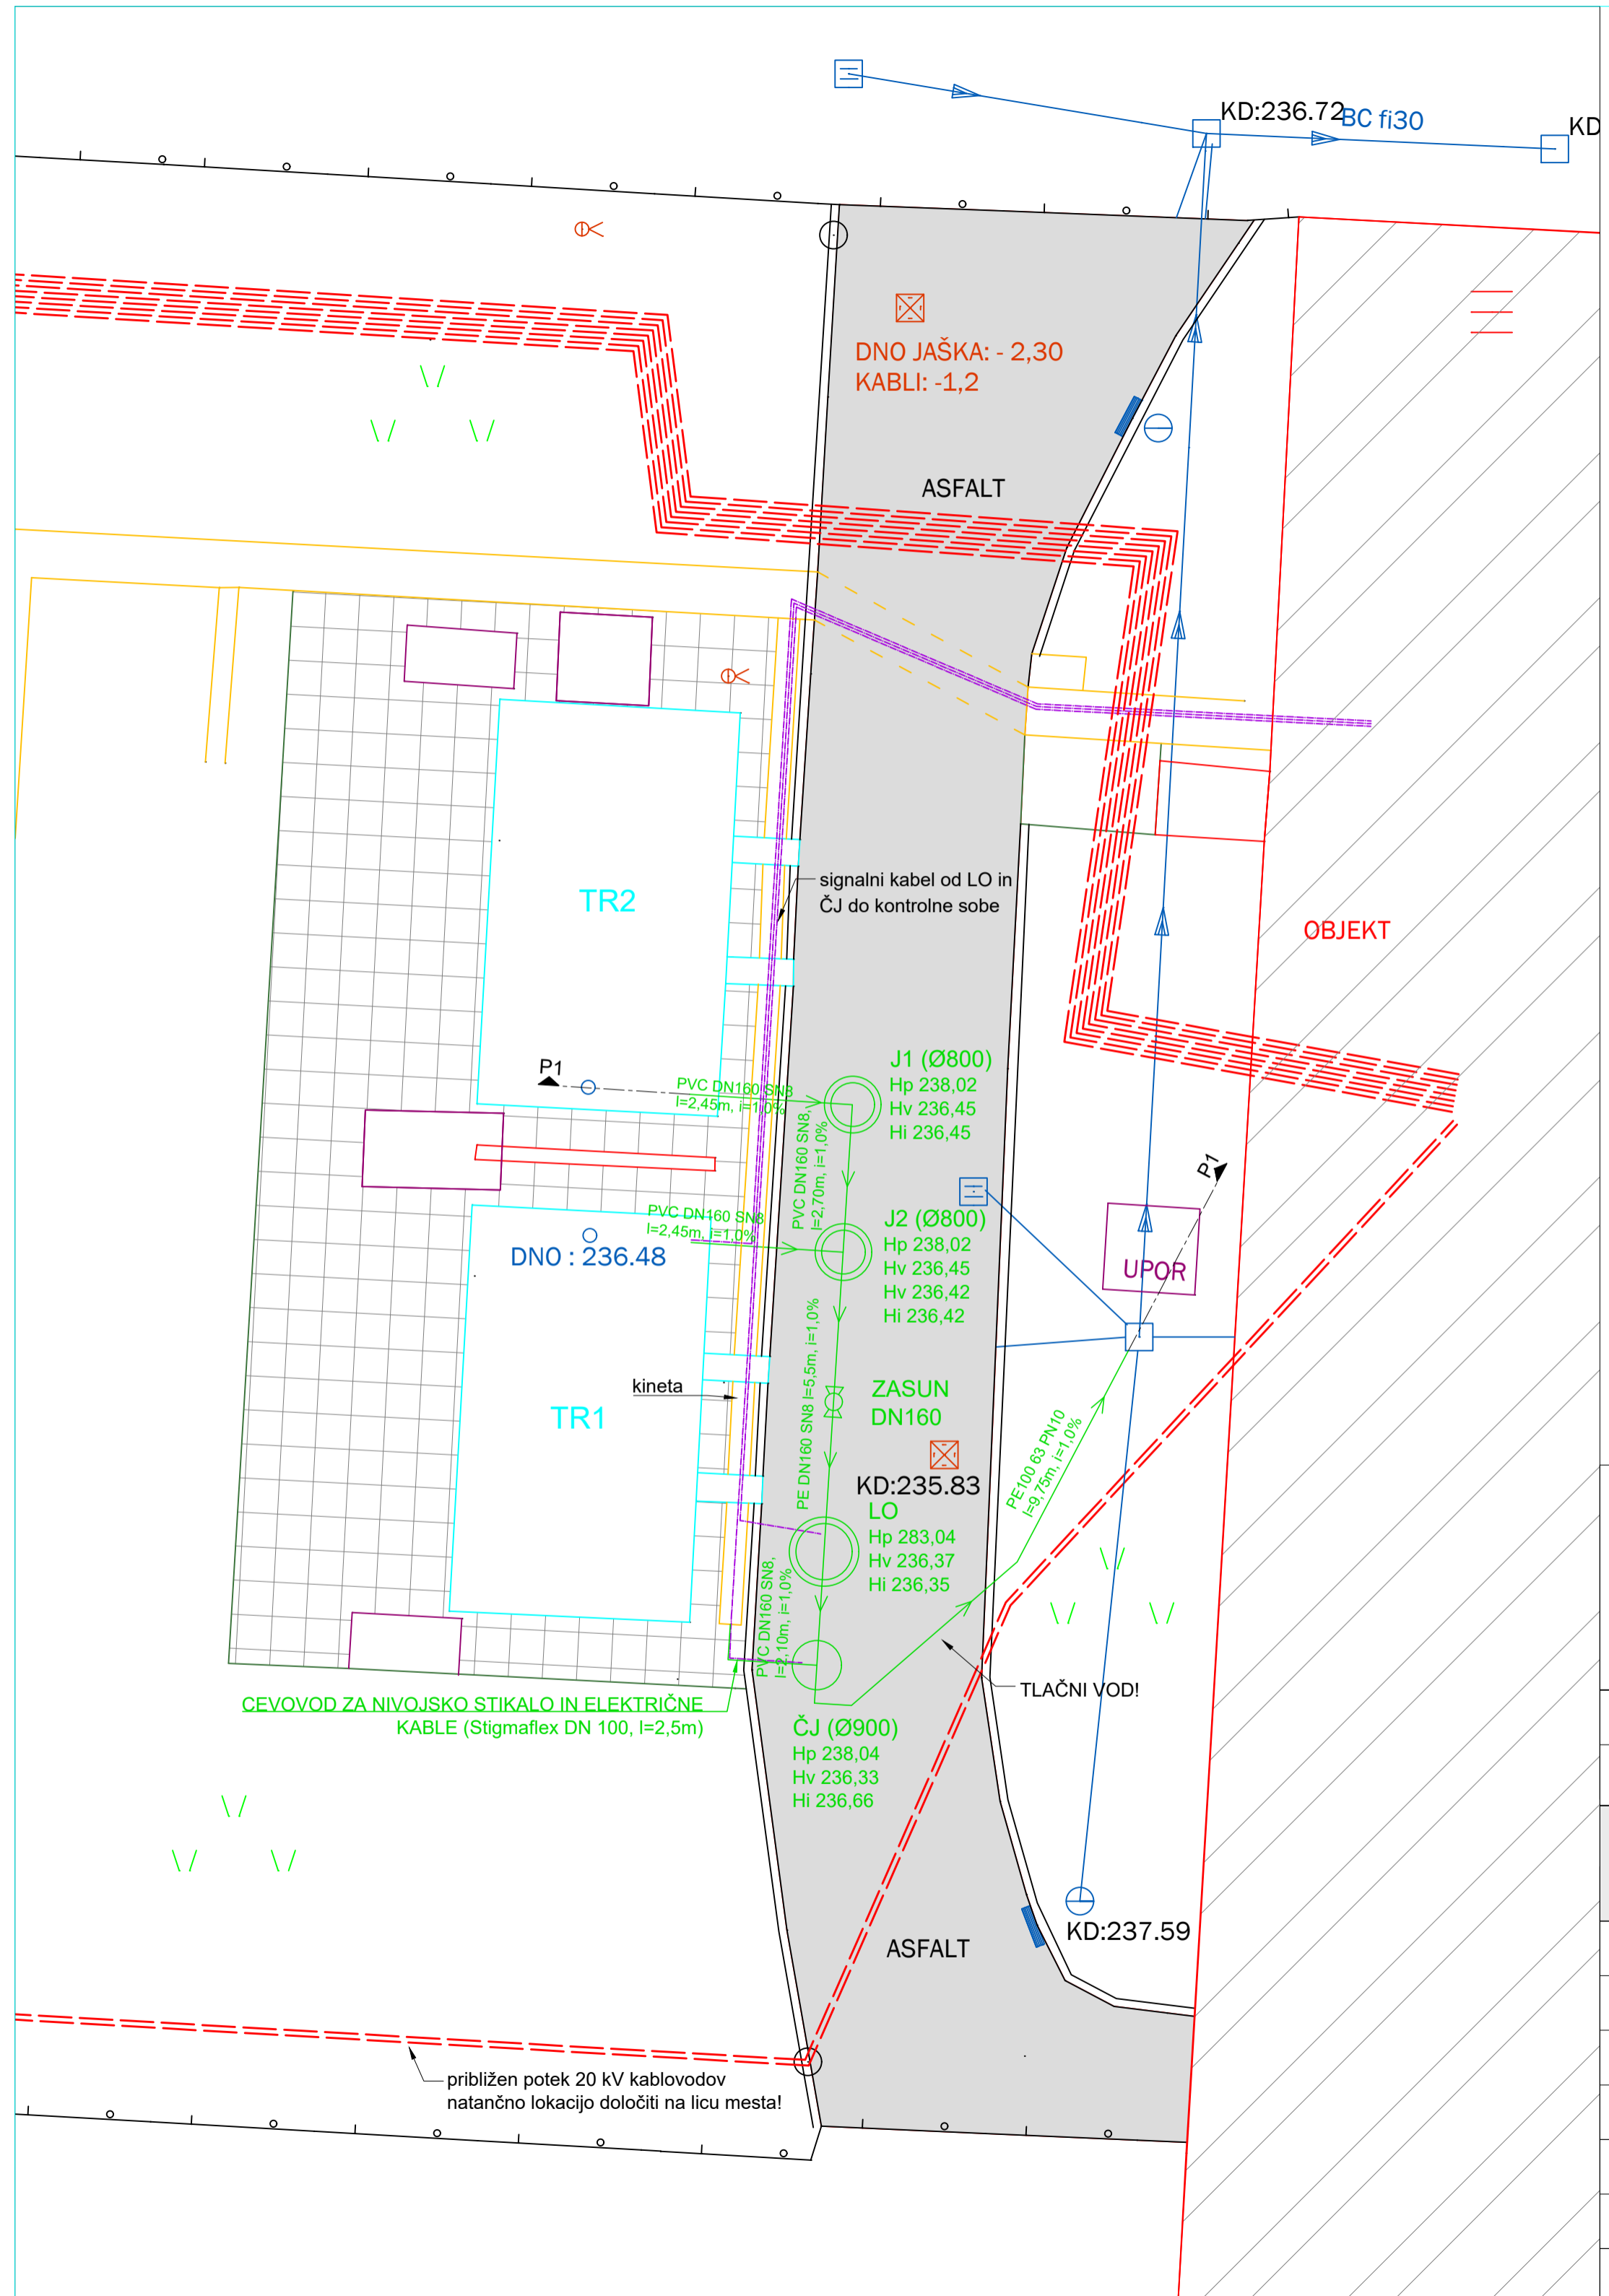 KD:236.72
BC fi30
KD
DNO JAŠKA: - 2,30
KABLI: -1,2
ASFALT
TR2
signalni kabel od LO in
ČJ do kontrolne sobe
OBJEKT
P1
PVC DN160 SN8
l=2,45m, i=1,0%
J1 (Ø800)
Hp 238,02
Hv 236,45
Hi 236,45
PVC DN160 SN8,
l=2,70m, i=1,0%
P1
PVC DN160 SN8
l=2,45m, i=1,0%
DNO : 236.48
J2 (Ø800)
Hp 238,02
Hv 236,45
Hv 236,42
Hi 236,42
UPOR
PE DN160 SN8 l=5,5m, i=1,0%
kineta
TR1
ZASUN
DN160
KD:235.83
LO
Hp 283,04
Hv 236,37
Hi 236,35
PE100 63 PN10
l=9,75m, i=1,0%
PVC DN160 SN8,
l=2,10m, i=1,0%
TLAČNI VOD!
CEVOVOD ZA NIVOJSKO STIKALO IN ELEKTRIČNE
KABLE (Stigmaflex DN 100, l=2,5m)
ČJ (Ø900)
Hp 238,04
Hv 236,33
Hi 236,66
KD:237.59
ASFALT
približen potek 20 kV kablovodov
natančno lokacijo določiti na licu mesta!